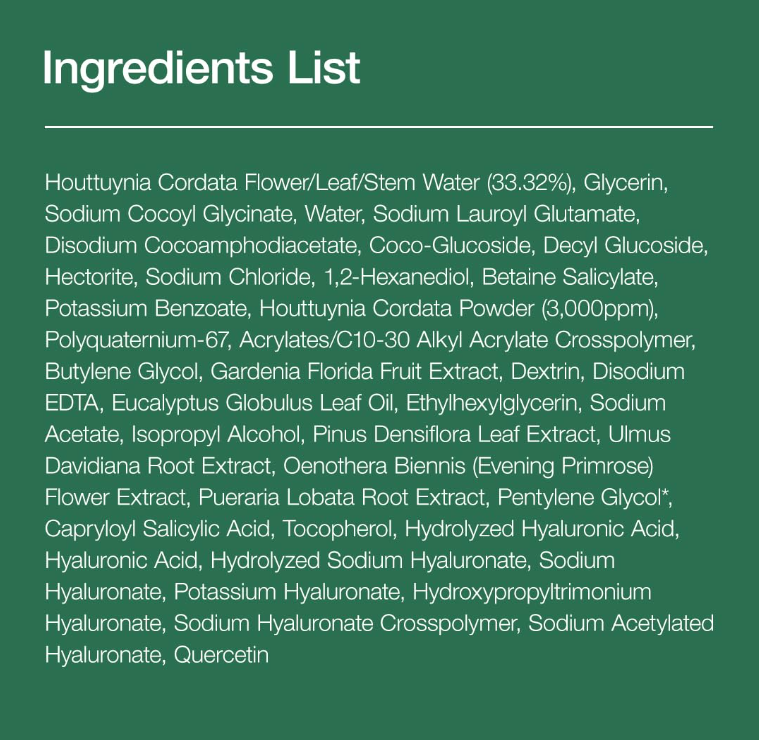 Ingredients List
Houttuynia Cordata Flower/Leaf/Stem Water (33.32%), Glycerin,
Sodium Cocoyl Glycinate, Water, Sodium Lauroyl Glutamate,
Disodium Cocoamphodiacetate, Coco-Glucoside, Decyl Glucoside,
Hectorite, Sodium Chloride, 1,2-Hexanediol, Betaine Salicylate,
Potassium Benzoate, Houttuynia Cordata Powder (3,000ppm),
Polyquaternium-67, Acrylates/C10-30 Alkyl Acrylate Crosspolymer,
Butylene Glycol, Gardenia Florida Fruit Extract, Dextrin, Disodium
EDTA, Eucalyptus Globulus Leaf Oil, Ethylhexylglycerin, Sodium
Acetate, Isopropyl Alcohol, Pinus Densiflora Leaf Extract, Ulmus
Davidiana Root Extract, Oenothera Biennis (Evening Primrose)
Flower Extract, Pueraria Lobata Root Extract, Pentylene Glycol*,
Capryloyl Salicylic Acid, Tocopherol, Hydrolyzed Hyaluronic Acid,
Hyaluronic Acid, Hydrolyzed Sodium Hyaluronate, Sodium
Hyaluronate, Potassium Hyaluronate, Hydroxypropyltrimonium
Hyaluronate, Sodium Hyaluronate Crosspolymer, Sodium Acetylated
Hyaluronate, Quercetin